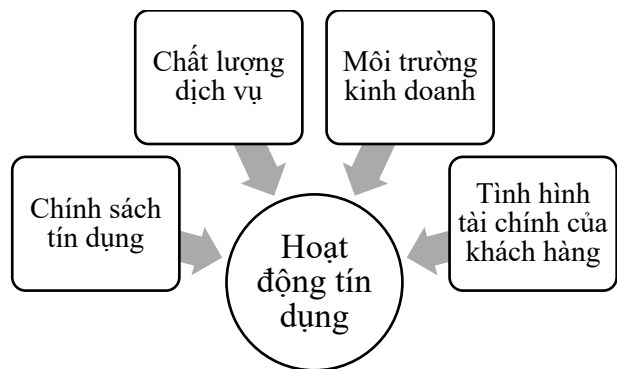 Chất lượng
dịch vụ
Môi trường
kinh doanh
Chính sách
tín dụng
Tình hình
tài chính của
khách hàng
Hoạt
động tín
dụng